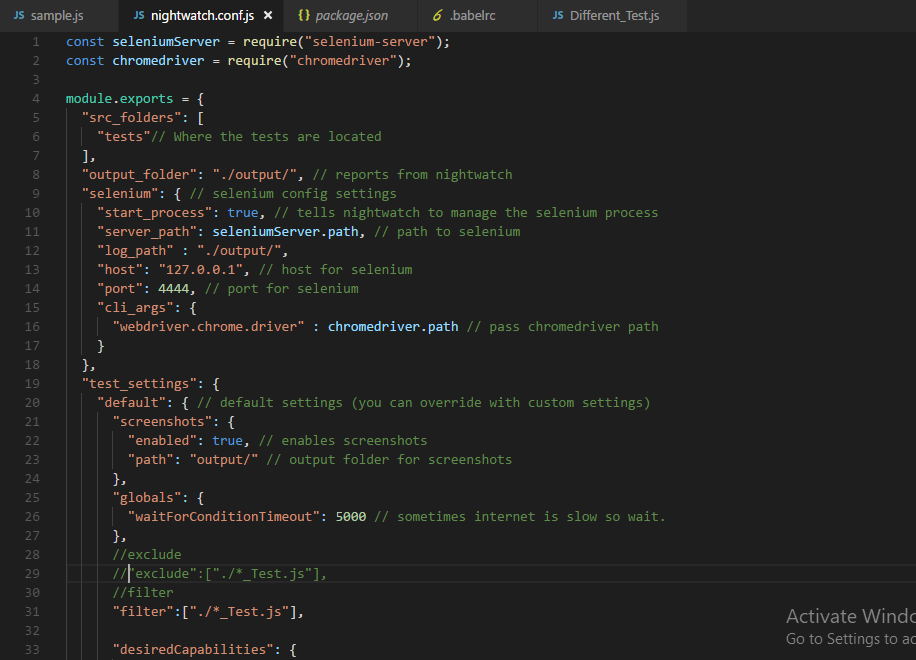 JS sample.js JS nightwatch.conf.js × {} package.json .babelrc JS Different_Test.js
1 const seleniumServer = require("selenium-server");
2 const chromedriver = require("chromedriver");
3
4 module.exports = {
5 "src_folders": [
6 "tests"// Where the tests are located
7 ],
8 "output_folder": "./output/", // reports from nightwatch
9 "selenium": { // selenium config settings
10 "start_process": true, // tells nightwatch to manage the selenium process
11 "server_path": seleniumServer.path, // path to selenium
12 "log_path" : "./output/",
13 "host": "127.0.0.1", // host for selenium
14 "port": 4444, // port for selenium
15 "cli_args": {
16 "webdriver.chrome.driver" : chromedriver.path // pass chromedriver path
17 }
18 },
19 "test_settings": {
20 "default": { // default settings (you can override with custom settings)
21 "screenshots": {
22 "enabled": true, // enables screenshots
23 "path": "output/" // output folder for screenshots
24 },
25 "globals": {
26 "waitForConditionTimeout": 5000 // sometimes internet is slow so wait.
27 },
28 //exclude
29 //"exclude":["./*_Test.js"],
30 //filter
31 "filter":["./*_Test.js"],
32
33 "desiredCapabilities": {
Activate Windo
Go to Settings to ac